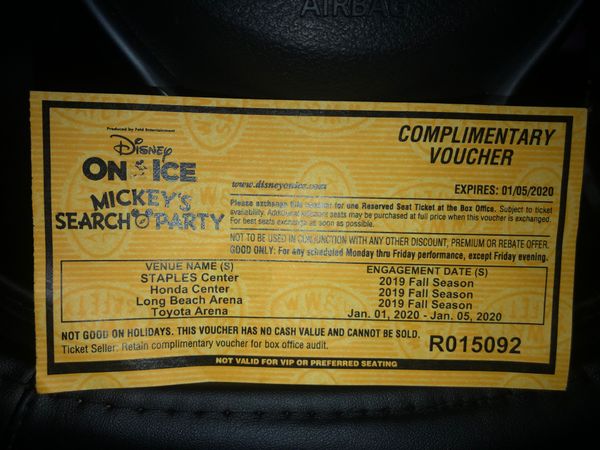 AIRBAG
Produced by Feld Entertainment
Disney
ON ICE
MICKEY'S
SEARCH PARTY
COMPLIMENTARY
VOUCHER
www.disneyonice.com
EXPIRES: 01/05/2020
Please exchange this voucher for one Reserved Seat Ticket at the Box Office. Subject to ticket
availability. Additional adjacent seats may be purchased at full price when this voucher is exchanged.
For best seats exchange as soon as possible.
NOT TO BE USED IN CONJUNCTION WITH ANY OTHER DISCOUNT, PREMIUM OR REBATE OFFER.
GOOD ONLY: For any scheduled Monday thru Friday performance, except Friday evening.
VENUE NAME (S) ENGAGEMENT DATE (S)
STAPLES Center 2019 Fall Season
Honda Center 2019 Fall Season
Long Beach Arena 2019 Fall Season
Toyota Arena Jan. 01, 2020 - Jan. 05, 2020
NOT GOOD ON HOLIDAYS. THIS VOUCHER HAS NO CASH VALUE AND CANNOT BE SOLD.
Ticket Seller: Retain complimentary voucher for box office audit.
R015092
NOT VALID FOR VIP OR PREFERRED SEATING